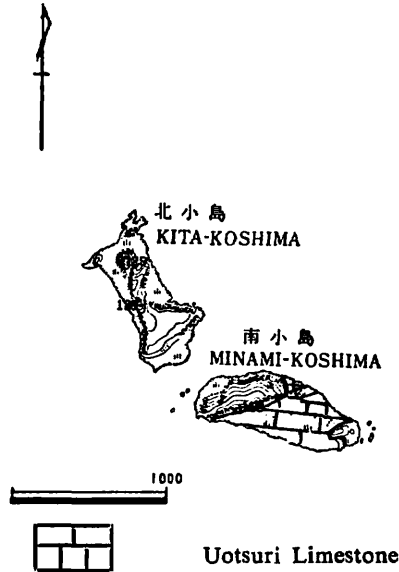 北小島
KITA-KOSHIMA
南小島
MINAMI-KOSHIMA
1000
Uotsuri Limestone